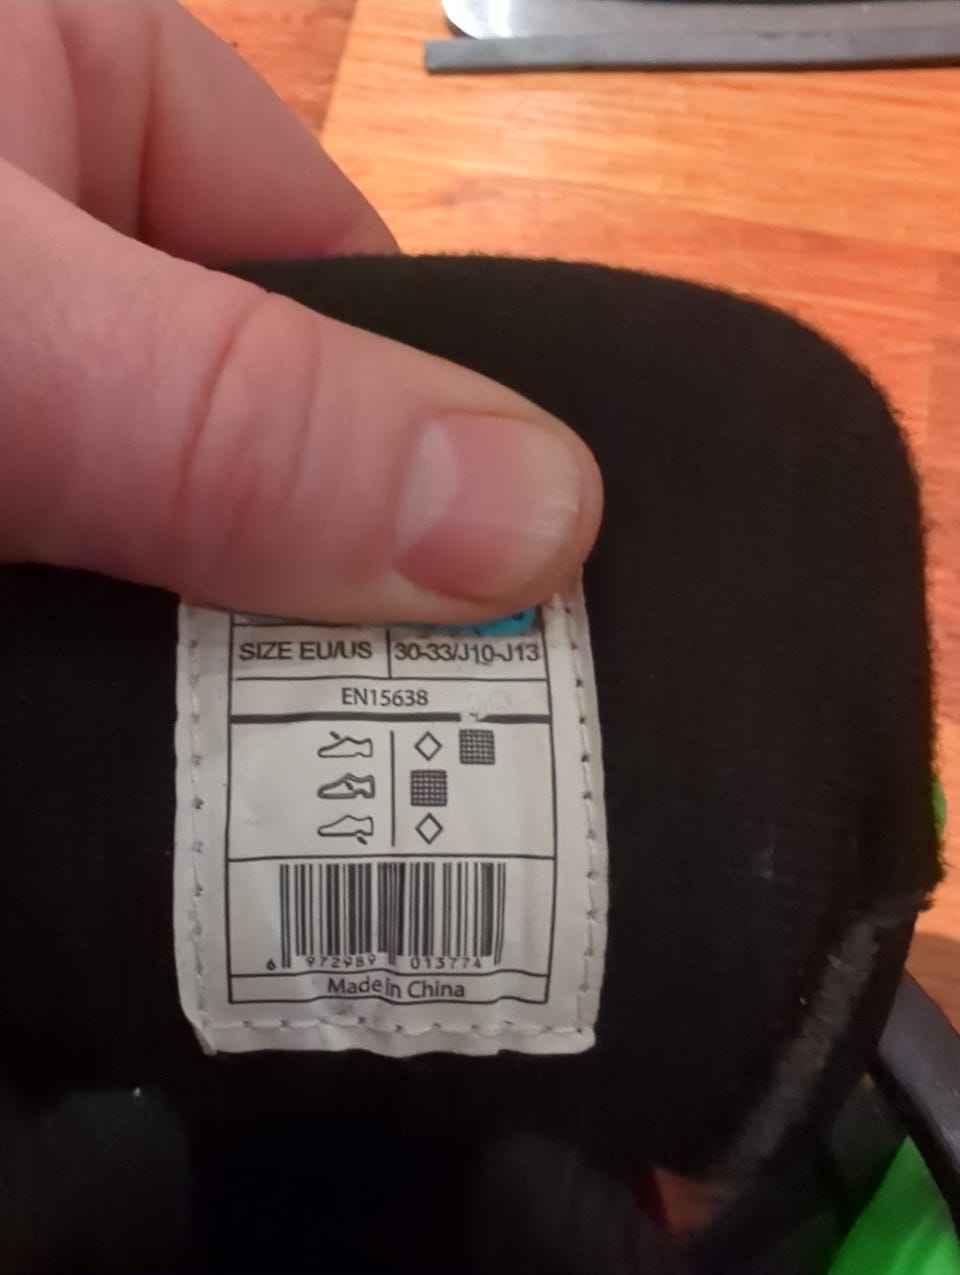 SIZE EU/US 30-33/J10-J13
EN15638
6 972989 013774
Made in China